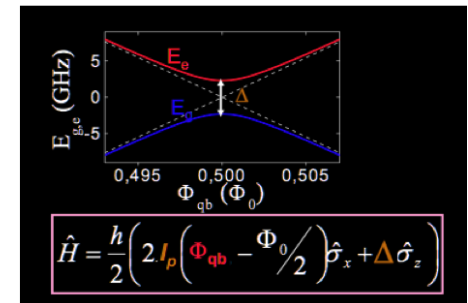 5
E_e
0
Δ
-5
E_g
E_g,e (GHz)
0,495 0,500 0,505
Φ_qb (Φ_0)
Ĥ = h/2 (2.I_p (Φ_qb - Φ_0/2) σ̂_x + Δ σ̂_z)